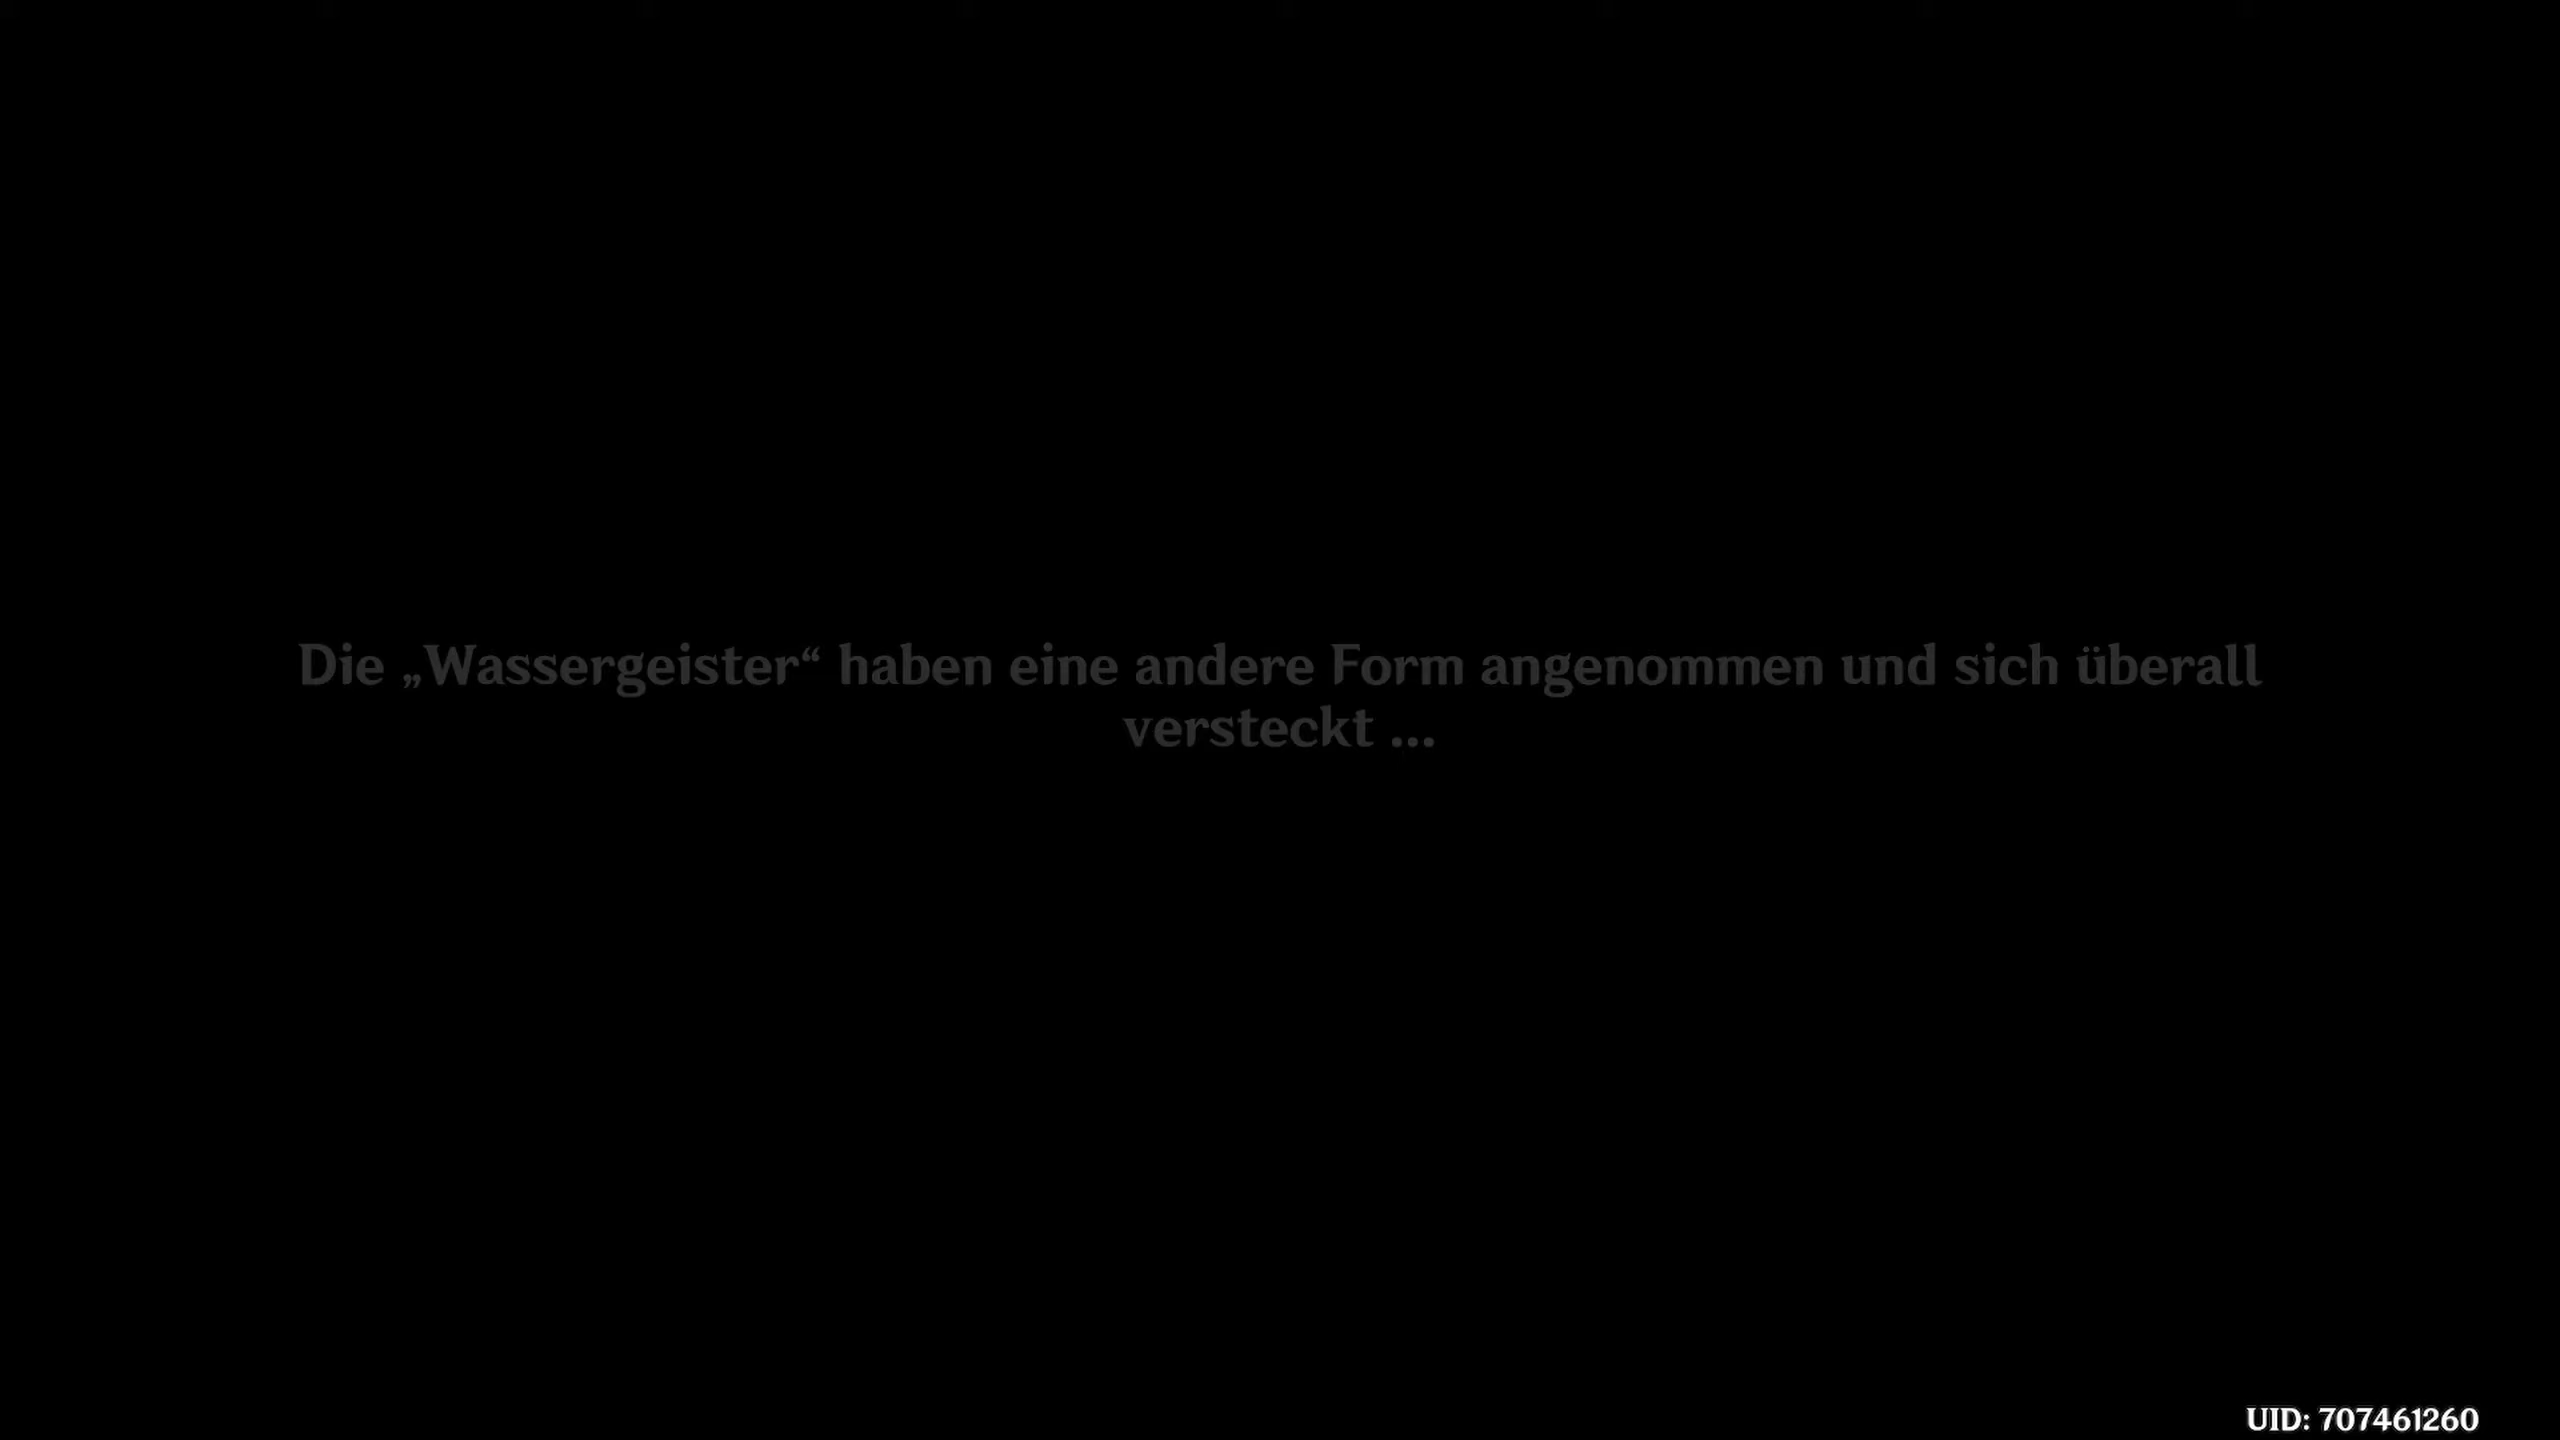 Die „Wassergeister“ haben eine andere Form angenommen und sich überall
versteckt ...
UID: 707461260